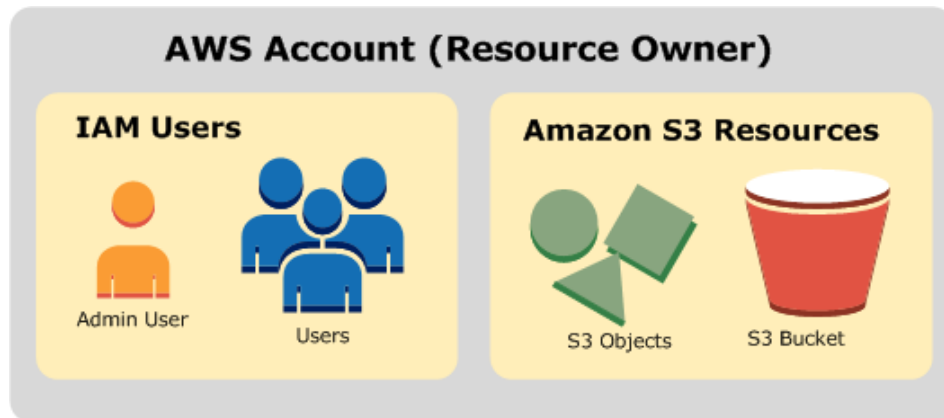 AWS Account (Resource Owner)
IAM Users
Admin User
Users
Amazon S3 Resources
S3 Objects
S3 Bucket